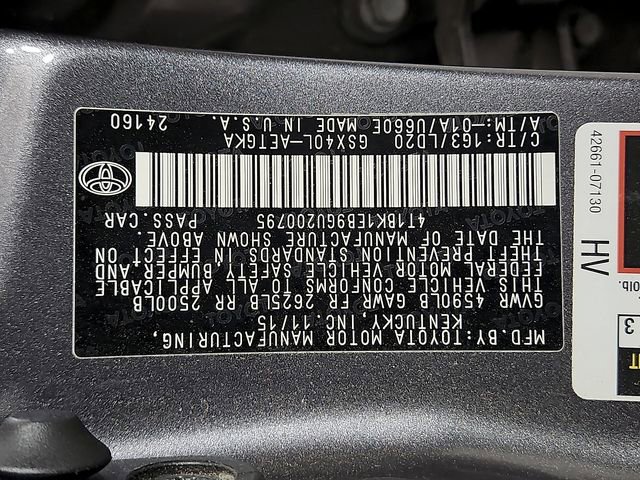 MFD.BY:TOYOTA MOTOR MANUFACTURING,
KENTUCKY, INC. 11/15
GVWR 4590LB GAWR FR 2625LB RR 2500LB
THIS VEHICLE CONFORMS TO ALL APPLICABLE
FEDERAL MOTOR VEHICLE SAFETY BUMPER,AND
THEFT PREVENTION STANDARDS IN EFFECT ON
THE DATE OF MANUFACTURE SHOWN ABOVE.
4T1BK1EB9GU200795 PASS.CAR
C/TR:1G3/LD20 GSX40L-AETGKA
A/TM:-01A/U660E MADE IN U.S.A. 24160
42661-07130
HV
3